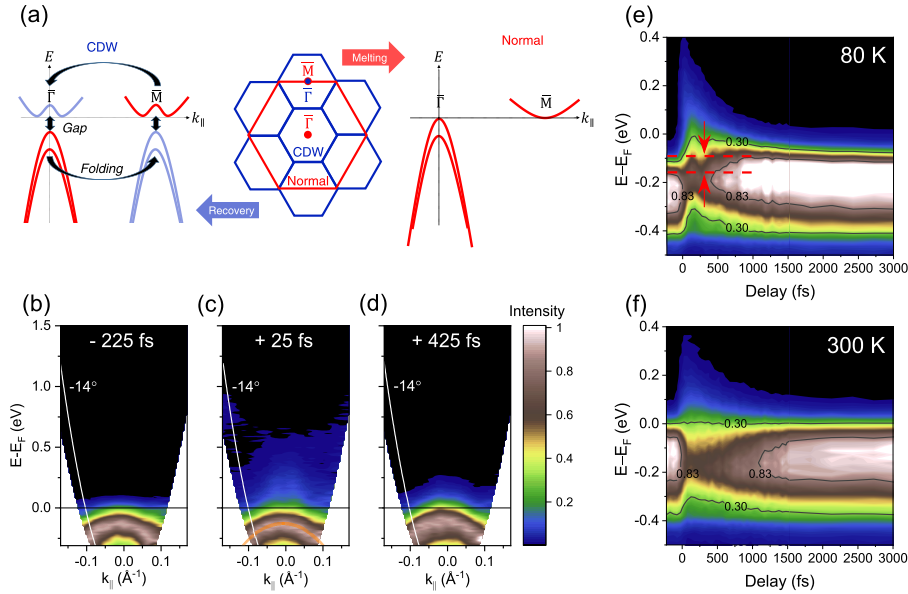 (a)
CDW
E
Γ̅
M̅
k∥
Gap
Folding
M̅
Γ̅
Γ̅
CDW
Normal
Melting
Recovery
Normal
E
Γ̅
M̅
k∥
(b)
- 225 fs
-14°
1.5
1.0
0.5
0.0
E-E_F (eV)
-0.1 0.0 0.1
k∥ (Å⁻¹)
(c)
+ 25 fs
-14°
-0.1 0.0 0.1
k∥ (Å⁻¹)
(d)
+ 425 fs
-14°
-0.1 0.0 0.1
k∥ (Å⁻¹)
Intensity
1
0.8
0.6
0.4
0.2
(e)
80 K
0.4
0.2
0.0
-0.2
-0.4
E–E_F (eV)
0.30
0.83
0.83
0.30
0 500 1000 1500 2000 2500 3000
Delay (fs)
(f)
300 K
0.4
0.2
0.0
-0.2
-0.4
E–E_F (eV)
0.30
0.83
0.83
0.30
0 500 1000 1500 2000 2500 3000
Delay (fs)